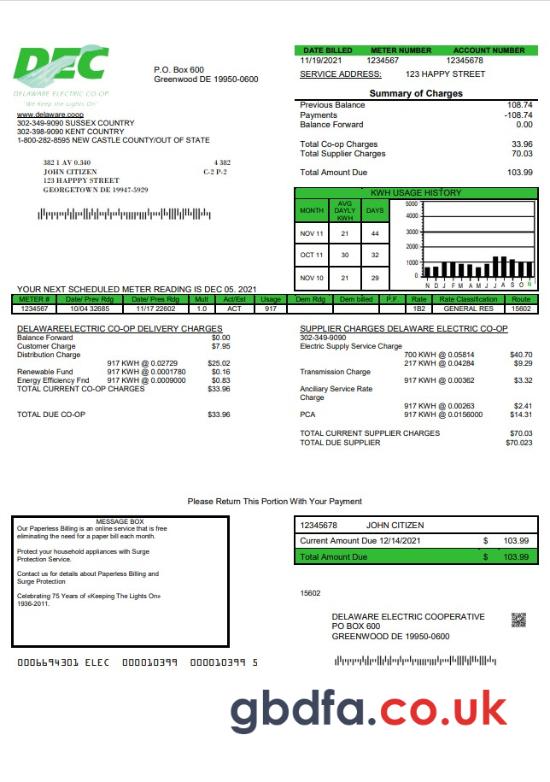 DEC
DELAWARE ELECTRIC CO-OP
"We Keep the Lights On"
www.delaware.coop
302-349-9090 SUSSEX COUNTRY
302-398-9090 KENT COUNTRY
1-800-282-8595 NEW CASTLE COUNTY/OUT OF STATE
P.O. Box 600
Greenwood DE 19950-0600
DATE BILLED METER NUMBER ACCOUNT NUMBER
11/19/2021 1234567 12345678
SERVICE ADDRESS: 123 HAPPY STREET
Summary of Charges
Previous Balance 108.74
Payments -108.74
Balance Forward 0.00
Total Co-op Charges 33.96
Total Supplier Charges 70.03
Total Amount Due 103.99
382 1 AV 0.340 4 382
JOHN CITIZEN C-2 P-2
123 HAPPPY STREET
GEORGETOWN DE 19947-5929
KWH USAGE HISTORY
MONTH AVG DAYLY KWH DAYS
NOV 11 21 44
OCT 11 30 32
NOV 10 21 29
5000
4000
3000
2000
1000
0
N D J F M A M J J A S O N
YOUR NEXT SCHEDULED METER READING IS DEC 05. 2021
METER # Date/ Prev Rdg Date/ Pres Rdg Mult Act/Est Usage Dem Rdg Dem billed P.F. Rate Rate Classification Route
1234567 10/04 32685 11/17 22602 1.0 ACT 917 1B2 GENERAL RES 15602
DELAWAREELECTRIC CO-OP DELIVERY CHARGES
Balance Forward $0.00
Customer Charge $7.95
Distribution Charge
917 KWH @ 0.02729 $25.02
Renewable Fund 917 KW @ 0.0001780 $0.16
Energy Efficiency Fnd 917 KWH @ 0.0009000 $0.83
TOTAL CURRENT CO-OP CHARGES $33.96
TOTAL DUE CO-OP $33.96
SUPPLIER CHARGES DELAWARE ELECTRIC CO-OP
302-349-9090
Electric Supply Service Charge
700 KWH @ 0.05814 $40.70
217 KWH @ 0.04284 $9.29
Transmission Charge
917 KWH @ 0.00362 $3.32
Ancillary Service Rate
Charge
917 KWH @ 0.00263 $2.41
PCA 917 KWH @ 0.0156000 $14.31
TOTAL CURRENT SUPPLIER CHARGES $70.03
TOTAL DUE SUPPLIER $70.023
Please Return This Portion With Your Payment
MESSAGE BOX
Our Paperless Billing is an online service that is free
eliminating the need for a paper bill each month.
Protect your household appliances with Surge
Protection Service.
Contact us for details about Paperless Billing and
Surge Protection
Celebrating 75 Years of «Keeping The Lights On»
1936-2011.
12345678 JOHN CITIZEN
Current Amount Due 12/14/2021 $ 103.99
Total Amount Due $ 103.99
15602
DELAWARE ELECTRIC COOPERATIVE
PO BOX 600
GREENWOOD DE 19950-0600
0006694301 ELEC 000010399 000010399 5
gbdfa.co.uk